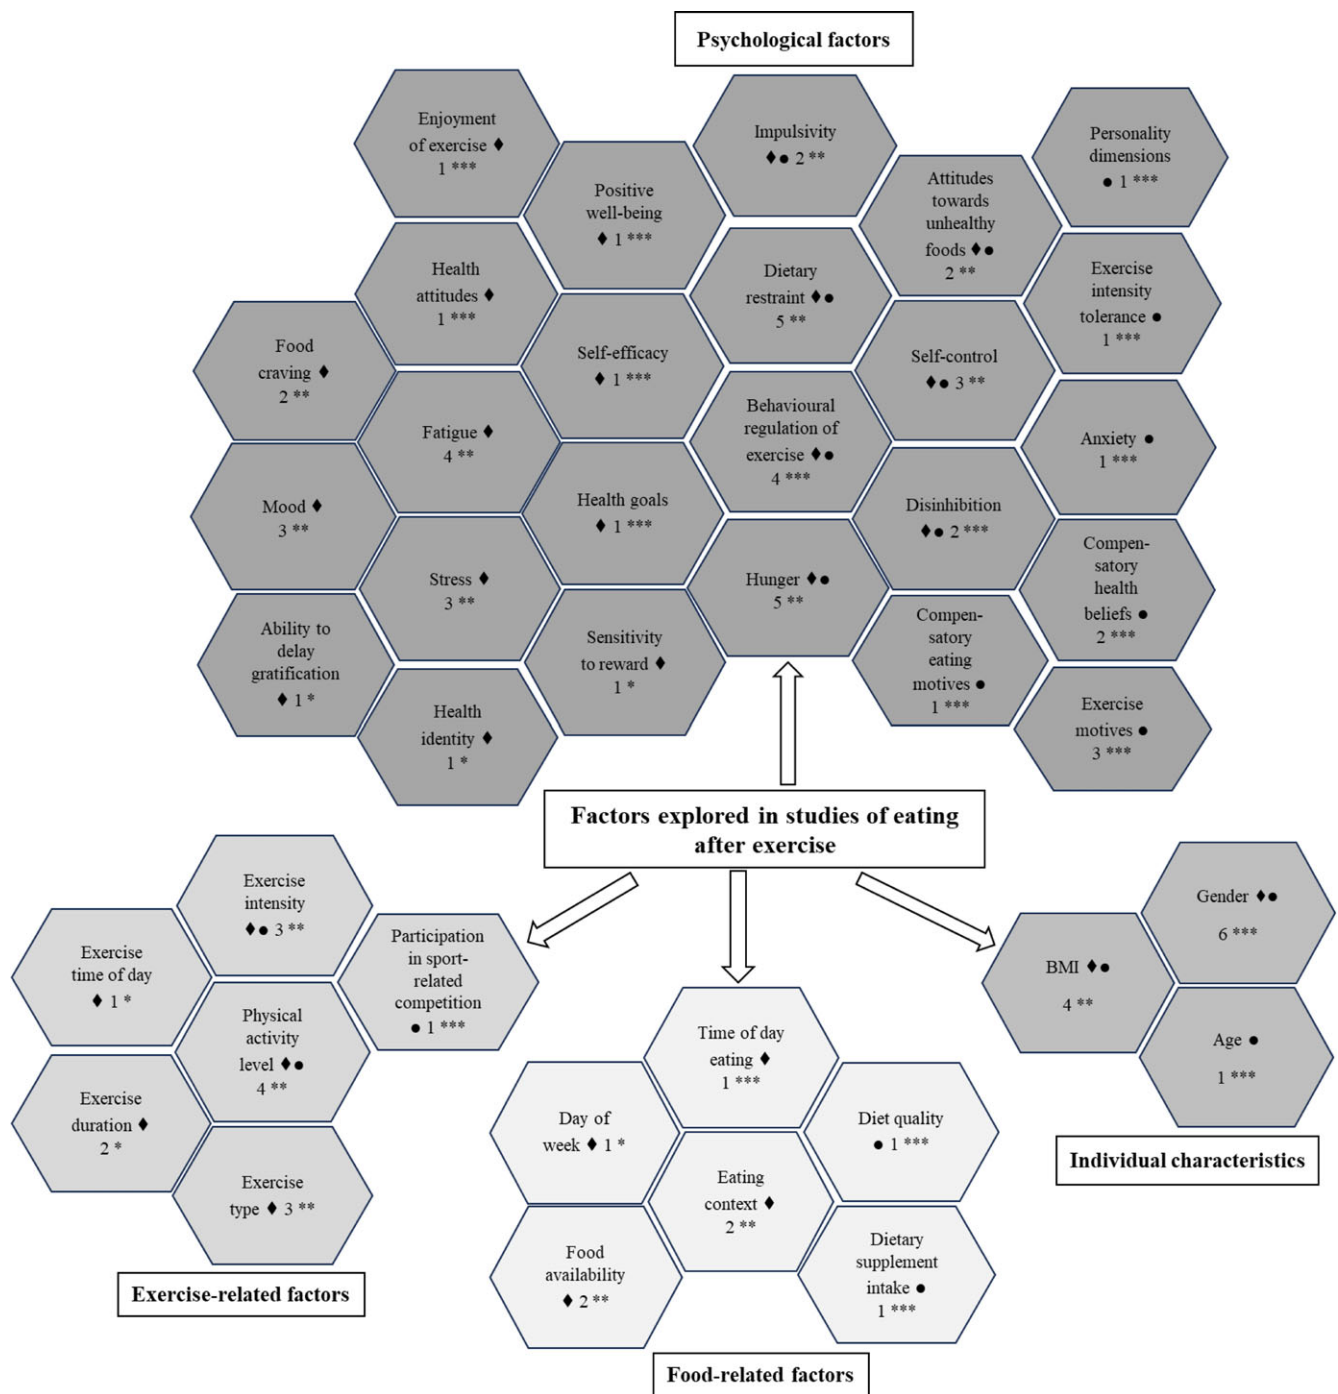 Psychological factors
Enjoyment
of exercise ♦
1 ***
Positive
well-being
♦ 1 ***
Impulsivity
♦● 2 **
Attitudes
towards
unhealthy
foods ♦●
2 **
Personality
dimensions
● 1 ***
Health
attitudes ♦
1 ***
Dietary
restraint ♦●
5 **
Exercise
intensity
tolerance ●
1 ***
Food
craving ♦
2 **
Self-efficacy
♦ 1 ***
Self-control
♦● 3 **
Fatigue ♦
4 **
Behavioural
regulation of
exercise ♦●
4 ***
Anxiety ●
1 ***
Mood ♦
3 **
Health goals
♦ 1 ***
Disinhibition
♦● 2 ***
Stress ♦
3 **
Hunger ♦●
5 **
Compen-
satory
health
beliefs ●
2 ***
Ability to
delay
gratification
♦ 1 *
Sensitivity
to reward ♦
1 *
Compen-
satory
eating
motives ●
1 ***
Health
identity ♦
1 *
Exercise
motives ●
3 ***
Factors explored in studies of eating
after exercise
Exercise
intensity
♦● 3 **
Exercise
time of day
♦ 1 *
Participation
in sport-
related
competition
● 1 ***
Physical
activity
level ♦●
4 **
Exercise
duration ♦
2 *
Exercise
type ♦ 3 **
Exercise-related factors
Time of day
eating ♦
1 ***
Day of
week ♦ 1 *
Diet quality
● 1 ***
Eating
context ♦
2 **
Food
availability
♦ 2 **
Dietary
supplement
intake ●
1 ***
Food-related factors
Gender ♦●
6 ***
BMI ♦●
4 **
Age ●
1 ***
Individual characteristics